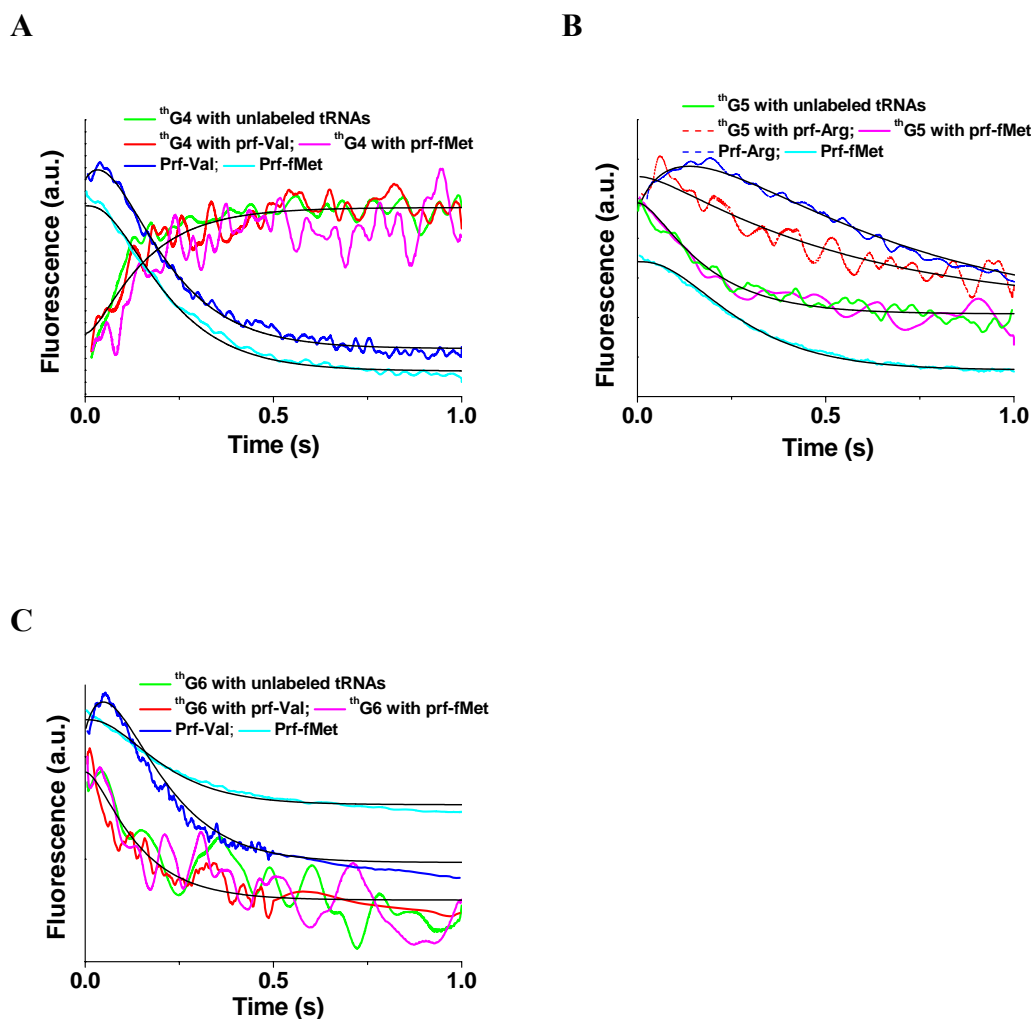 A
thG4 with unlabeled tRNAs
thG4 with prf-Val; thG4 with prf-fMet
Prf-Val; Prf-fMet
Fluorescence (a.u.)
0.0 0.5 1.0
Time (s)
B
thG5 with unlabeled tRNAs
thG5 with prf-Arg; thG5 with prf-fMet
Prf-Arg; Prf-fMet
Fluorescence (a.u.)
0.0 0.5 1.0
Time (s)
C
thG6 with unlabeled tRNAs
thG6 with prf-Val; thG6 with prf-fMet
Prf-Val; Prf-fMet
Fluorescence (a.u.)
0.0 0.5 1.0
Time (s)